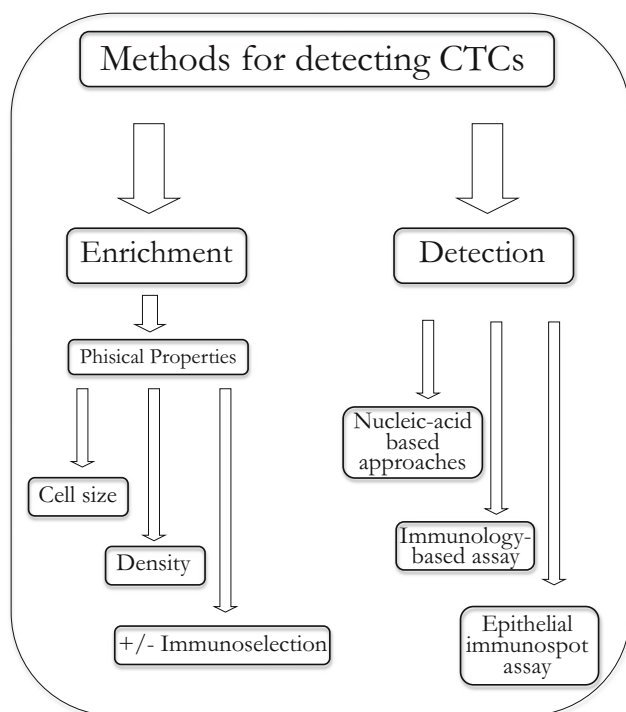 Methods for detecting CTCs
Enrichment
Detection
Phisical Properties
Nucleic-acid
based
approaches
Cell size
Immunology-
based assay
Density
Epithelial
immunospot
assay
+/- Immunoselection